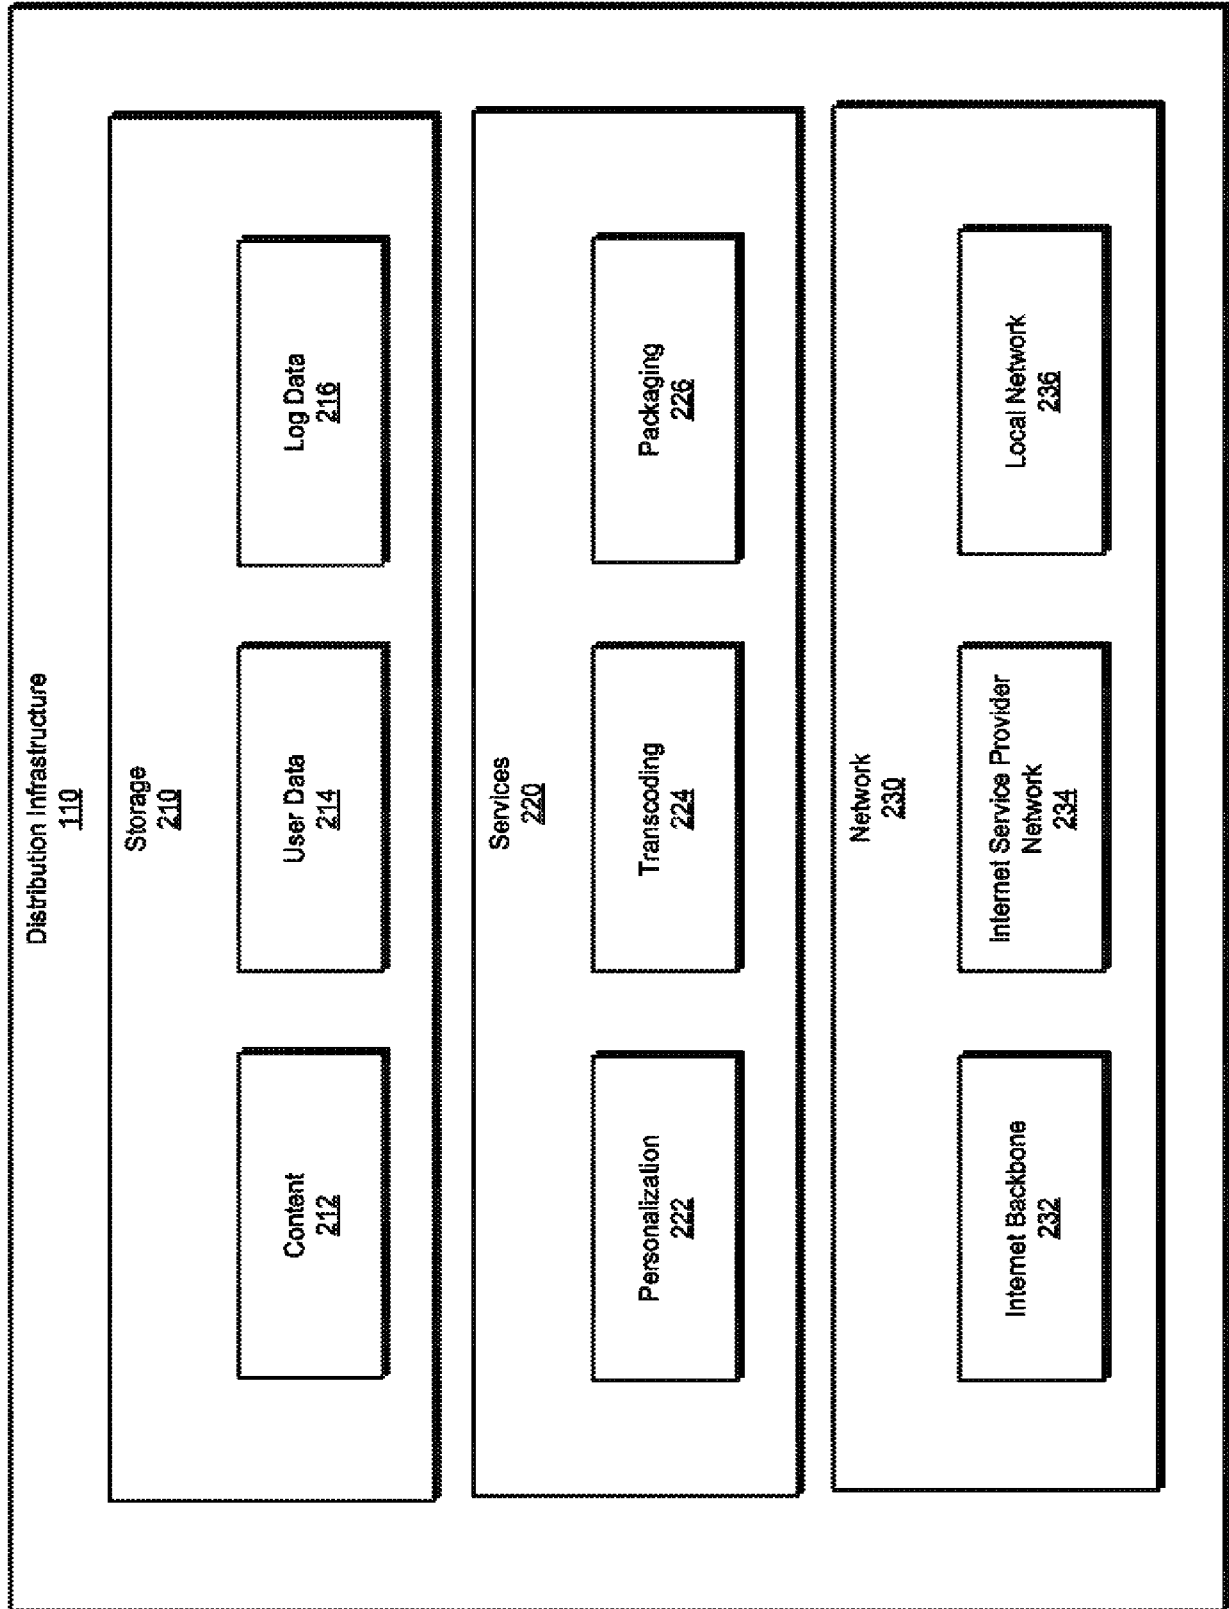 Distribution Infrastructure
110
Storage
210
Content
212
User Data
214
Log Data
216
Services
220
Personalization
222
Transcoding
224
Packaging
226
Network
230
Internet Backbone
232
Internet Service Provider
Network
234
Local Network
236